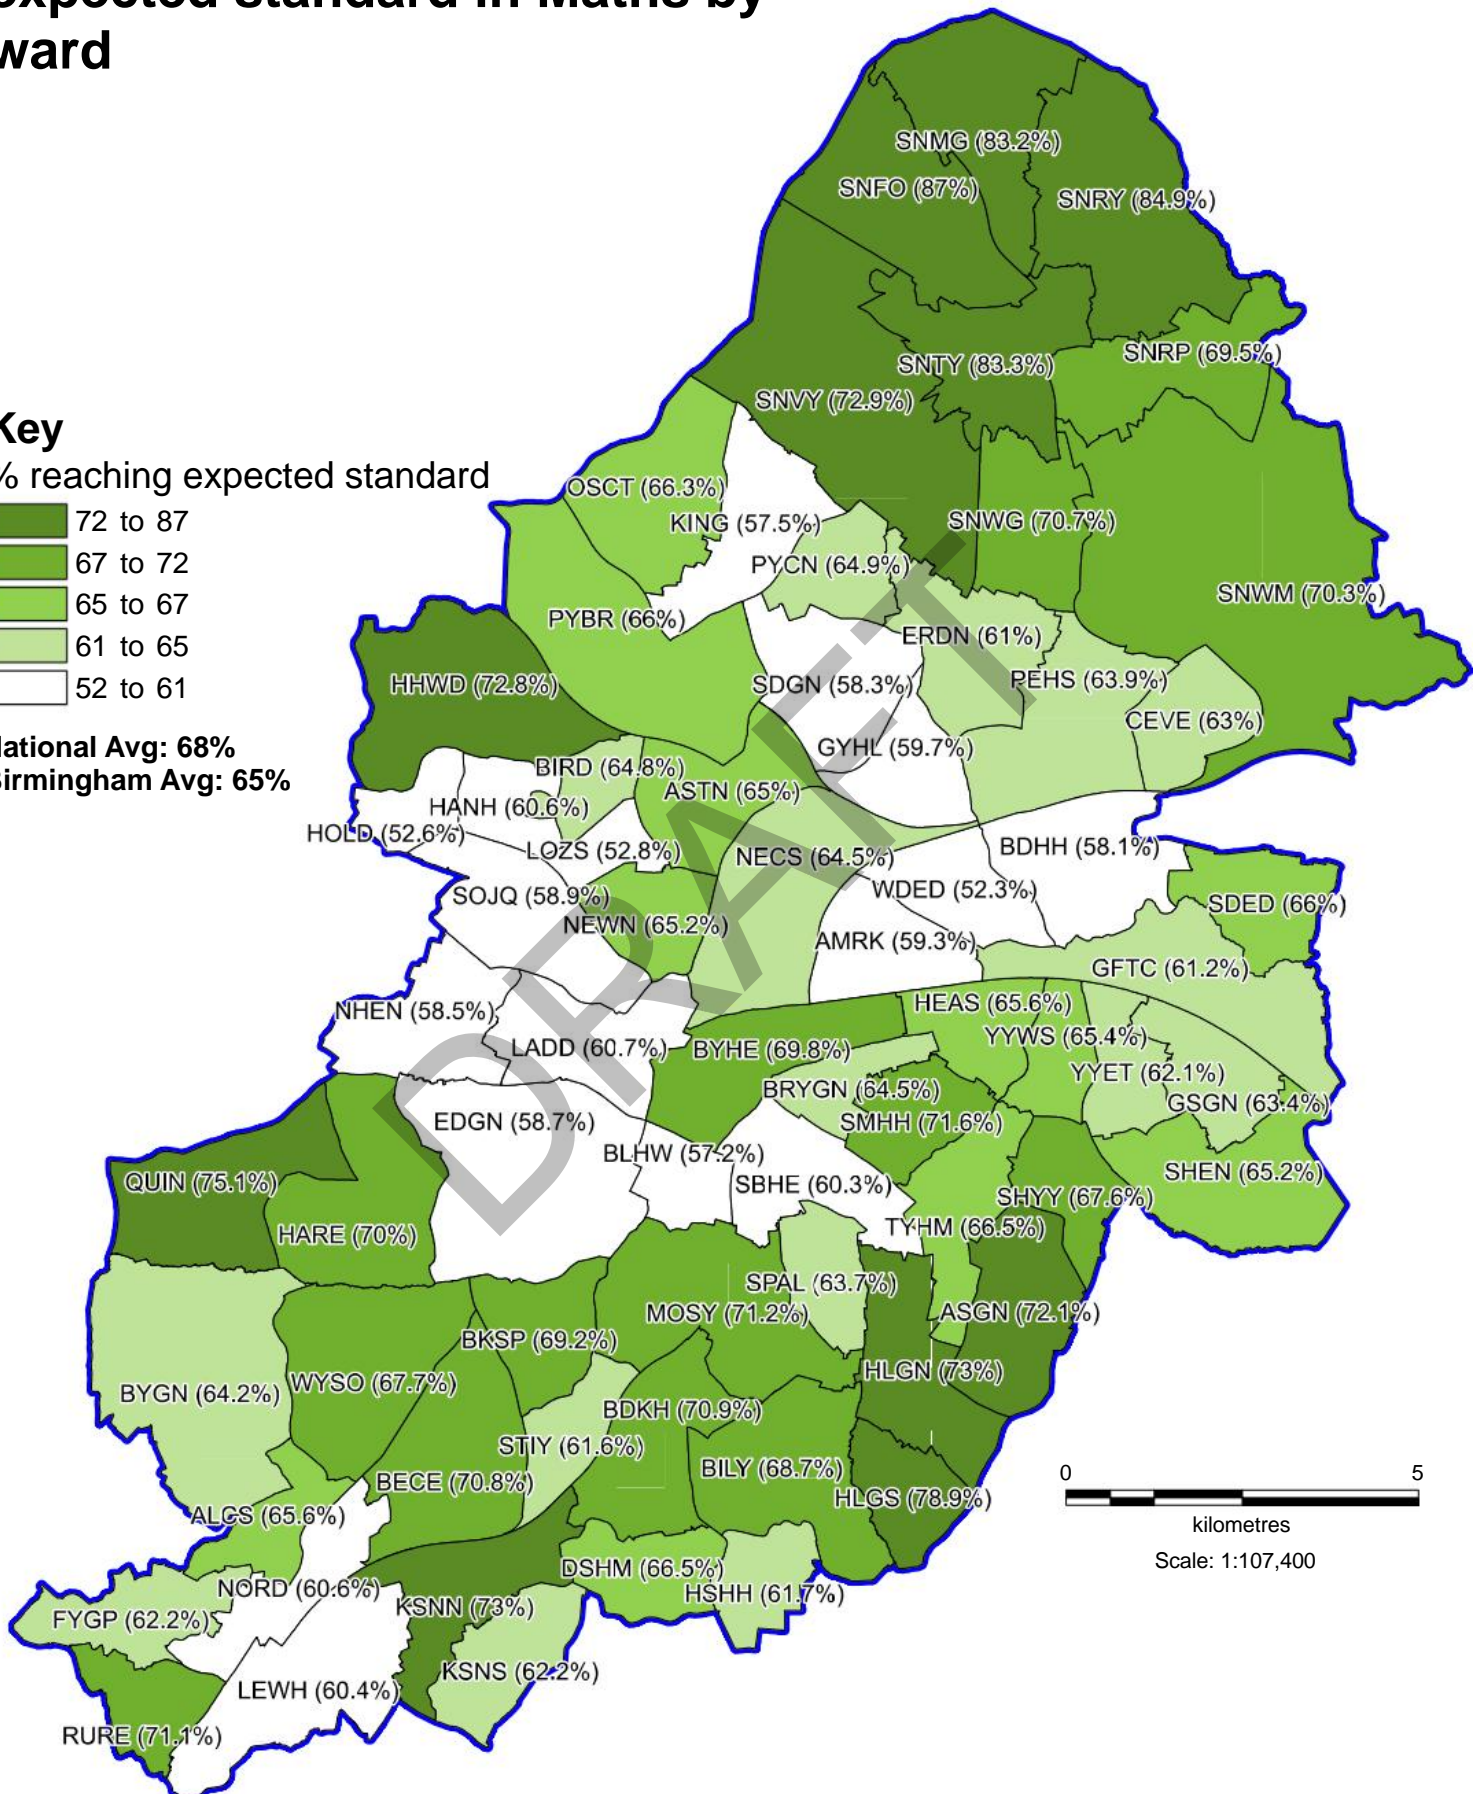 expected standard in Maths by
ward
SNMG (83.2%)
SNFO (87%)
SNRY (84.9%)
SNRP (69.5%)
SNTY (83.3%)
SNVY (72.9%)
Key
% reaching expected standard
72 to 87
67 to 72
65 to 67
61 to 65
52 to 61
National Avg: 68%
Birmingham Avg: 65%
OSCT (66.3%)
KING (57.5%)
SNWG (70.7%)
PYCN (64.9%)
SNWM (70.3%)
PYBR (66%)
ERDN (61%)
HHWD (72.8%)
SDGN (58.3%)
PEHS (63.9%)
CEVE (63%)
GYHL (59.7%)
BIRD (64.8%)
ASTN (65%)
HANH (60.6%)
HOLD (52.6%)
LOZS (52.8%)
NECS (64.5%)
BDHH (58.1%)
SOJQ (58.9%)
WDED (52.3%)
SDED (66%)
NEWN (65.2%)
AMRK (59.3%)
GFTC (61.2%)
NHEN (58.5%)
HEAS (65.6%)
YYWS (65.4%)
LADD (60.7%)
BYHE (69.8%)
YYET (62.1%)
BRYGN (64.5%)
GSGN (63.4%)
EDGN (58.7%)
SMHH (71.6%)
BLHW (57.2%)
SHEN (65.2%)
QUIN (75.1%)
SBHE (60.3%)
SHYY (67.6%)
HARE (70%)
TYHM (66.5%)
SPAL (63.7%)
MOSY (71.2%)
ASGN (72.1%)
BKSP (69.2%)
HLGN (73%)
BYGN (64.2%)
WYSO (67.7%)
BDKH (70.9%)
STIY (61.6%)
BILY (68.7%)
BECE (70.8%)
HLGS (78.9%)
ALCS (65.6%)
0 5
kilometres
Scale: 1:107,400
DSHM (66.5%)
NORD (60.6%)
HSHH (61.7%)
KSNN (73%)
FYGP (62.2%)
KSNS (62.2%)
LEWH (60.4%)
RURE (71.1%)
DRAFT